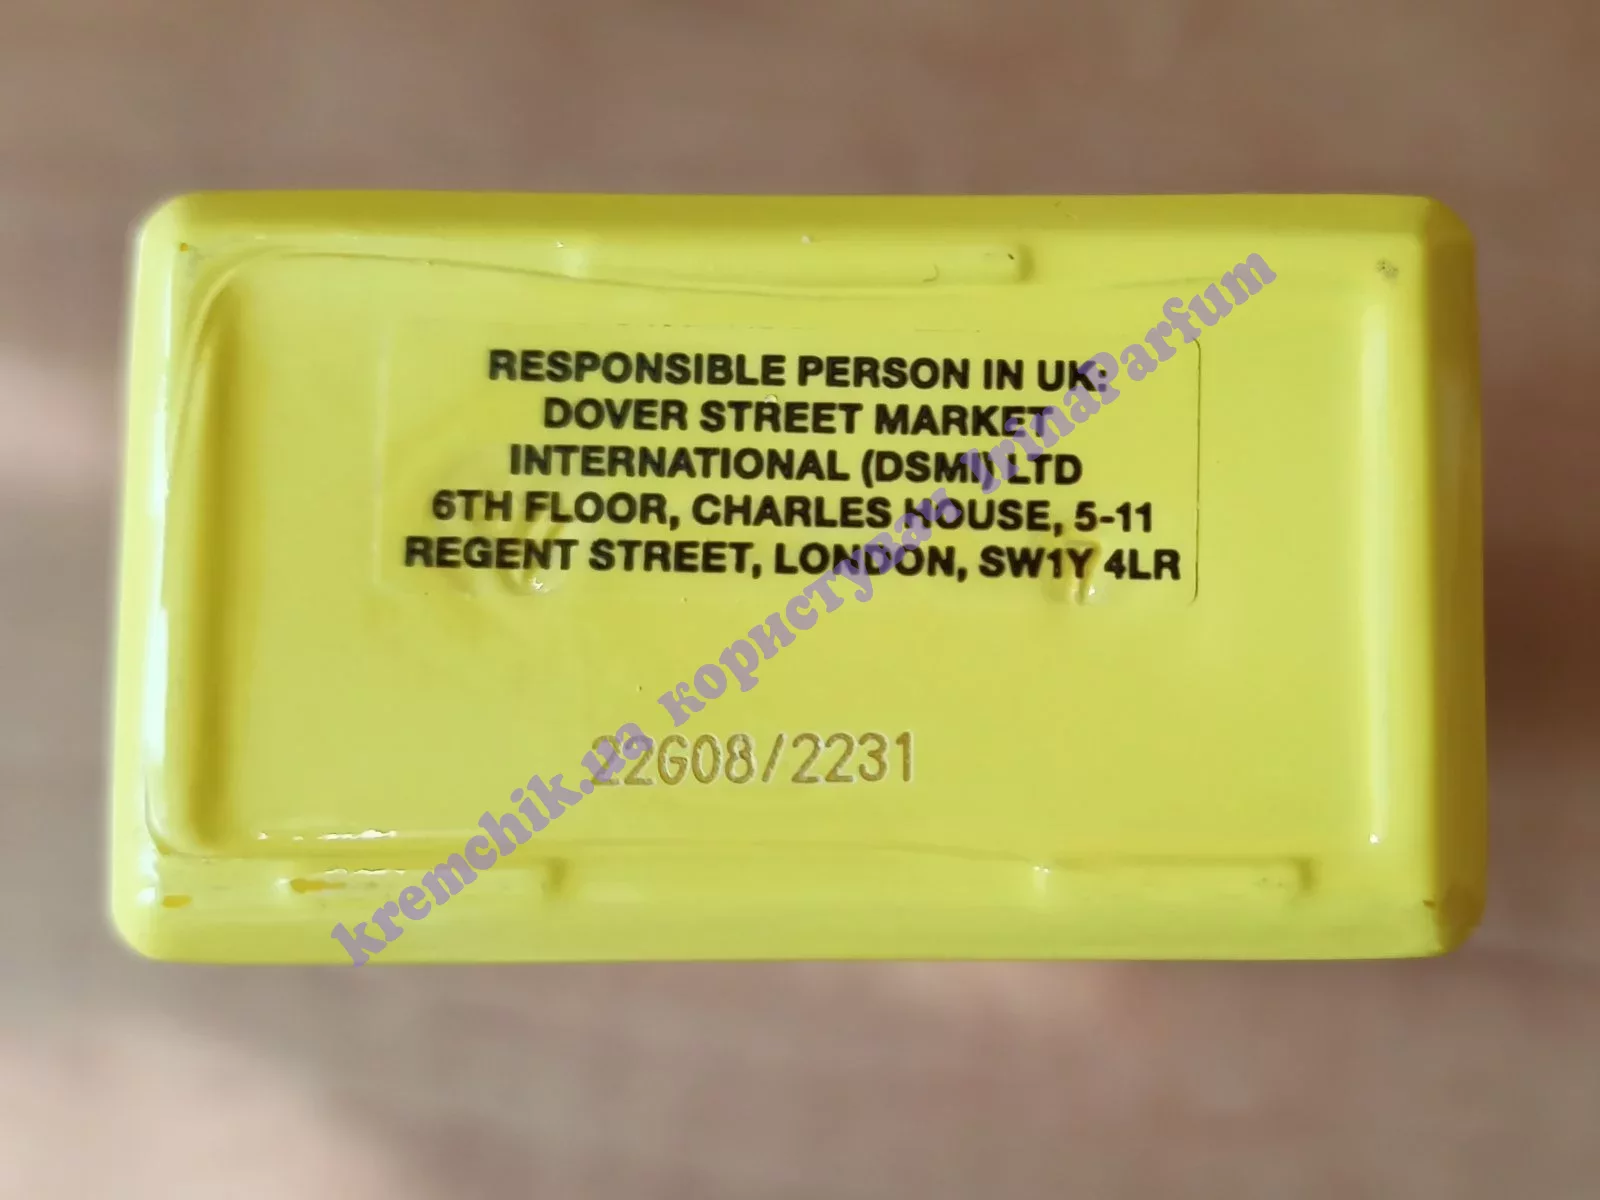 RESPONSIBLE PERSON IN UK:
DOVER STREET MARKET
INTERNATIONAL (DSMI) LTD
6TH FLOOR, CHARLES HOUSE, 5-11
REGENT STREET, LONDON, SW1Y 4LR
22G08/2231
kremchik.ua користувач IrinaParfum